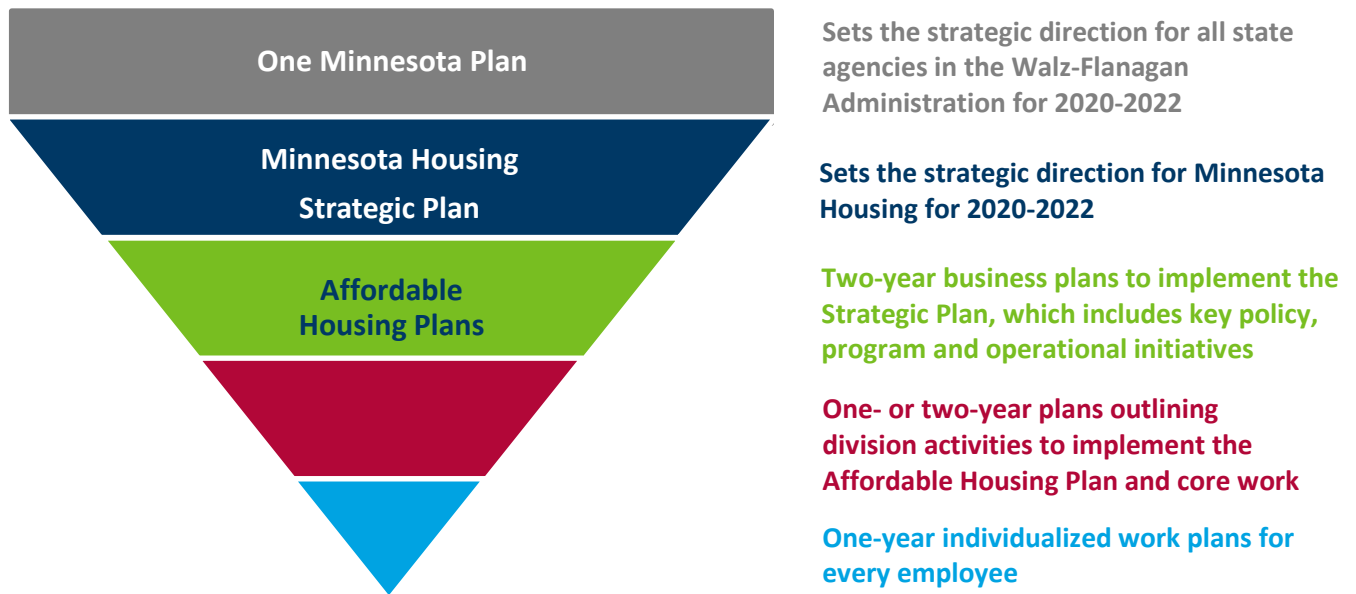 One Minnesota Plan
Sets the strategic direction for all state
agencies in the Walz-Flanagan
Administration for 2020-2022
Minnesota Housing
Strategic Plan
Sets the strategic direction for Minnesota
Housing for 2020-2022
Affordable
Housing Plans
Two-year business plans to implement the
Strategic Plan, which includes key policy,
program and operational initiatives
One- or two-year plans outlining
division activities to implement the
Affordable Housing Plan and core work
One-year individualized work plans for
every employee